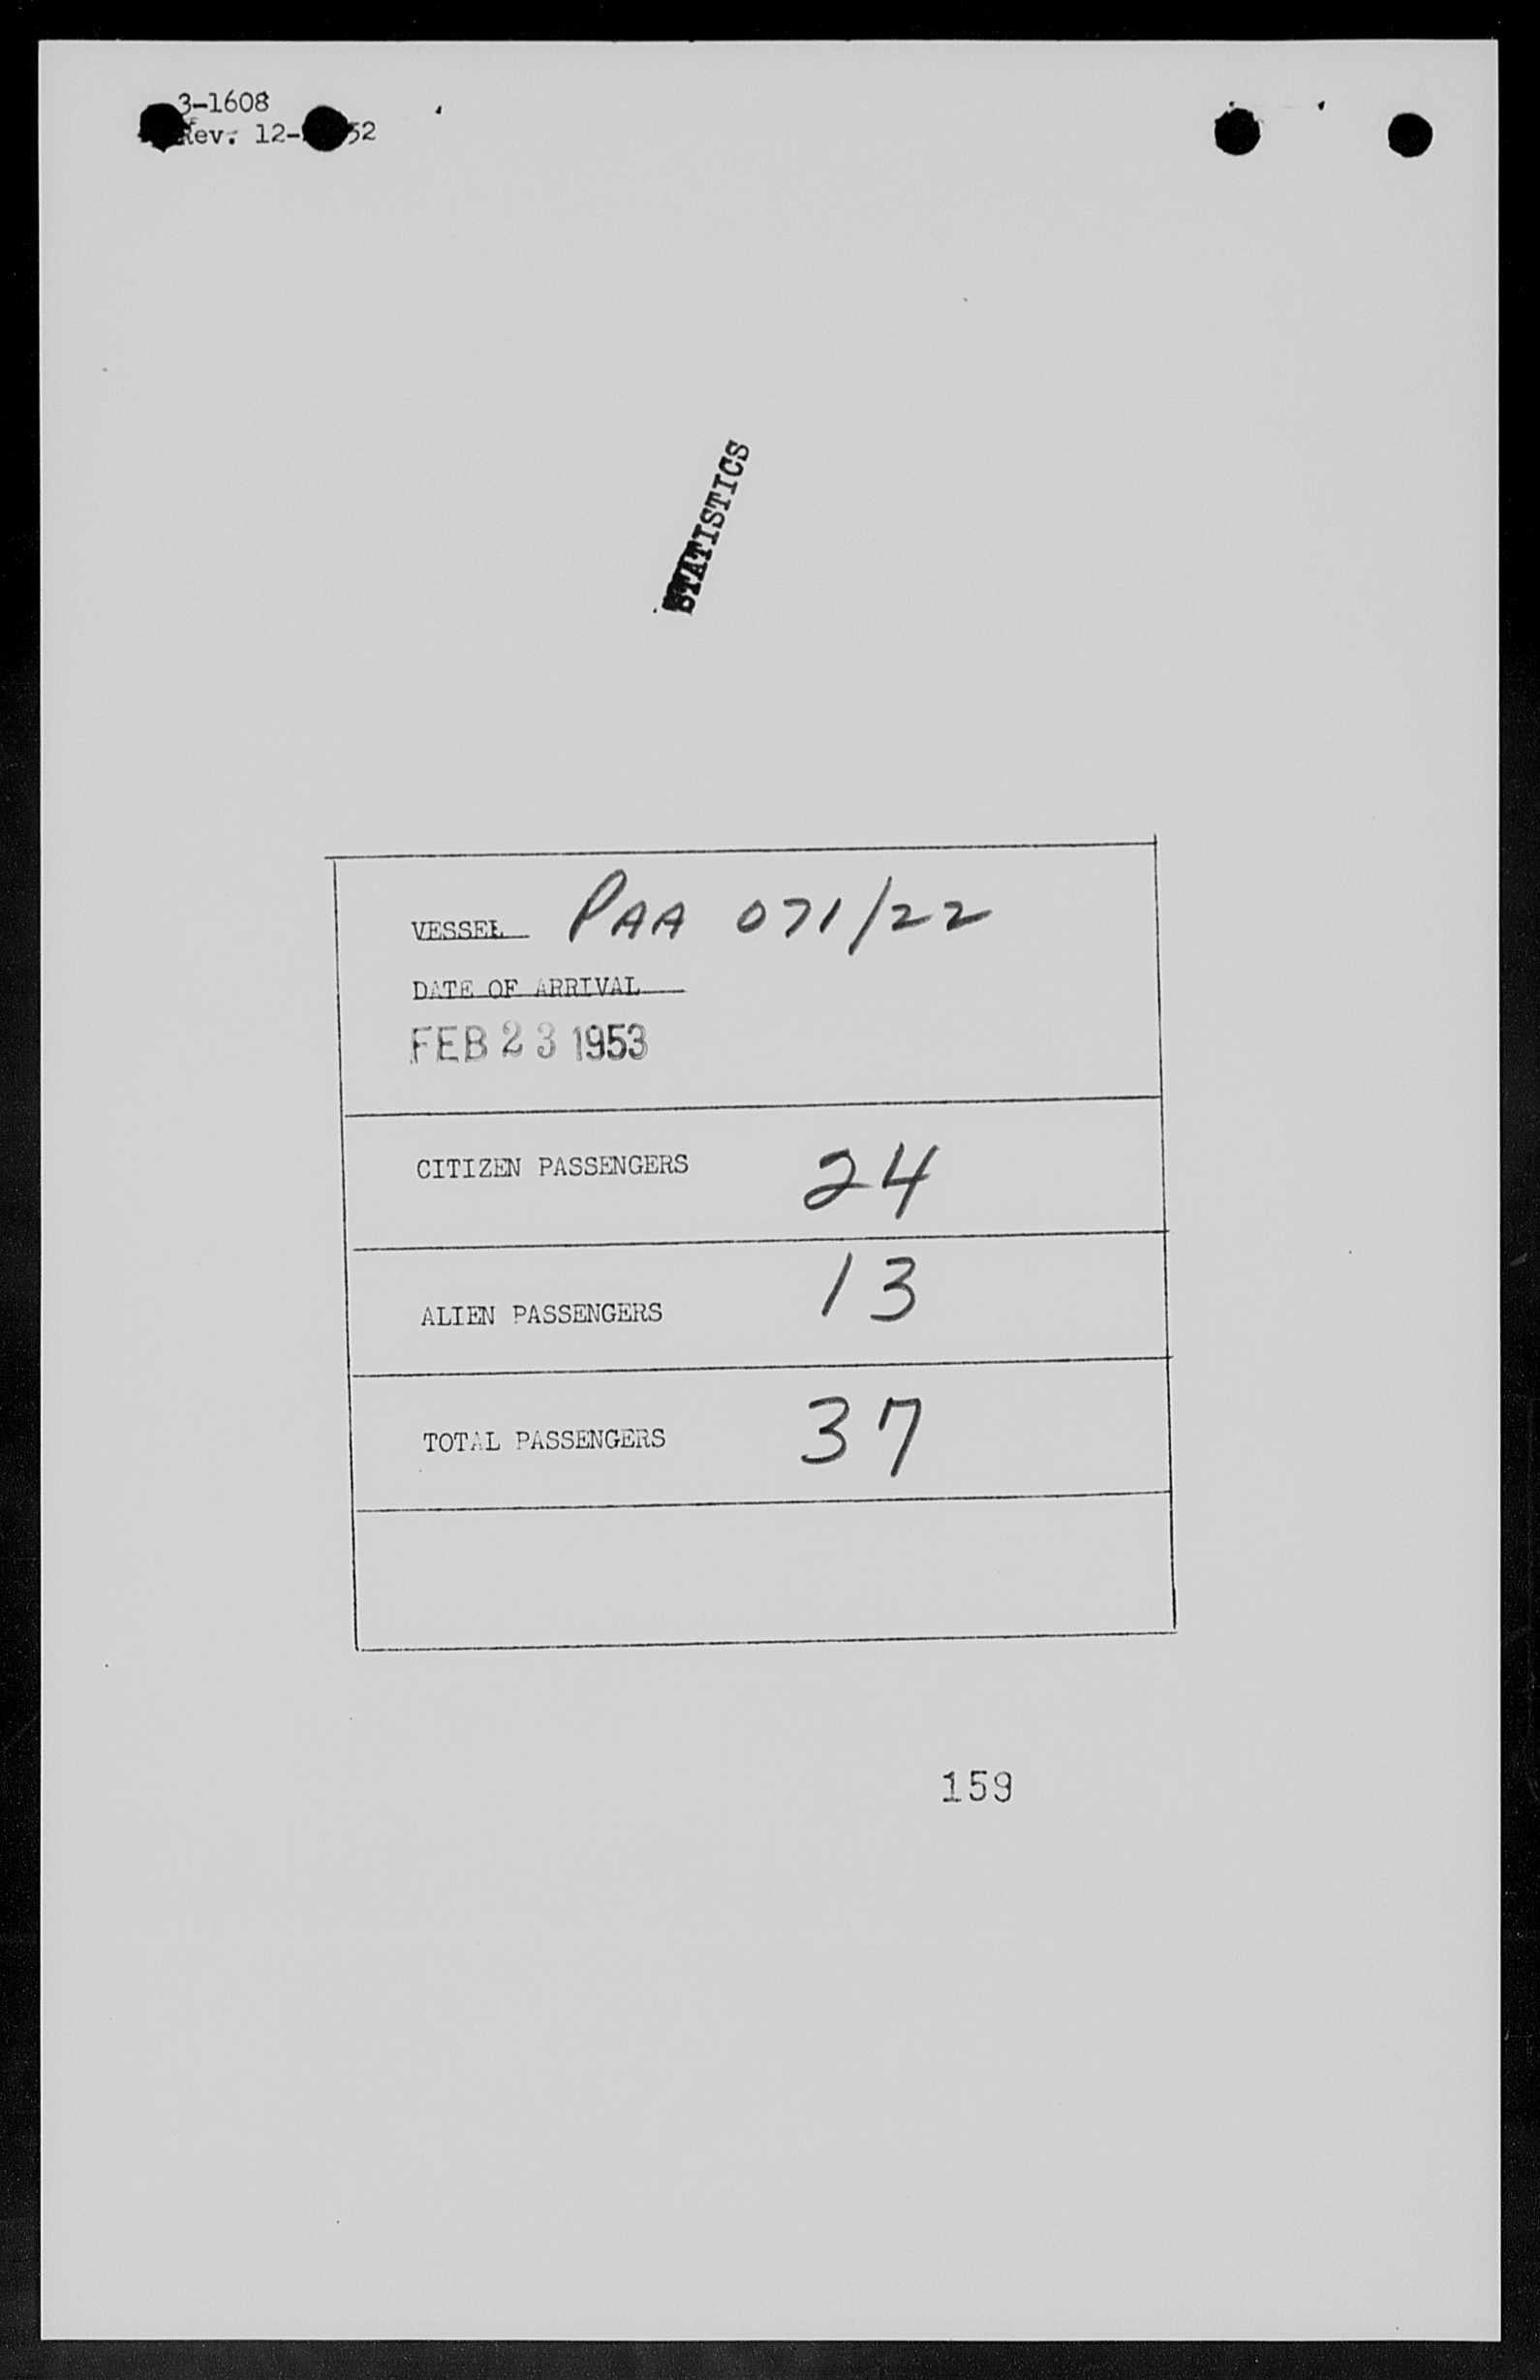 3-1608
Rev. 12- 52
STATISTICS
VESSEL PAA 071/22
DATE OF ARRIVAL
FEB 23 1953
CITIZEN PASSENGERS 24
ALIEN PASSENGERS 13
TOTAL PASSENGERS 37
159